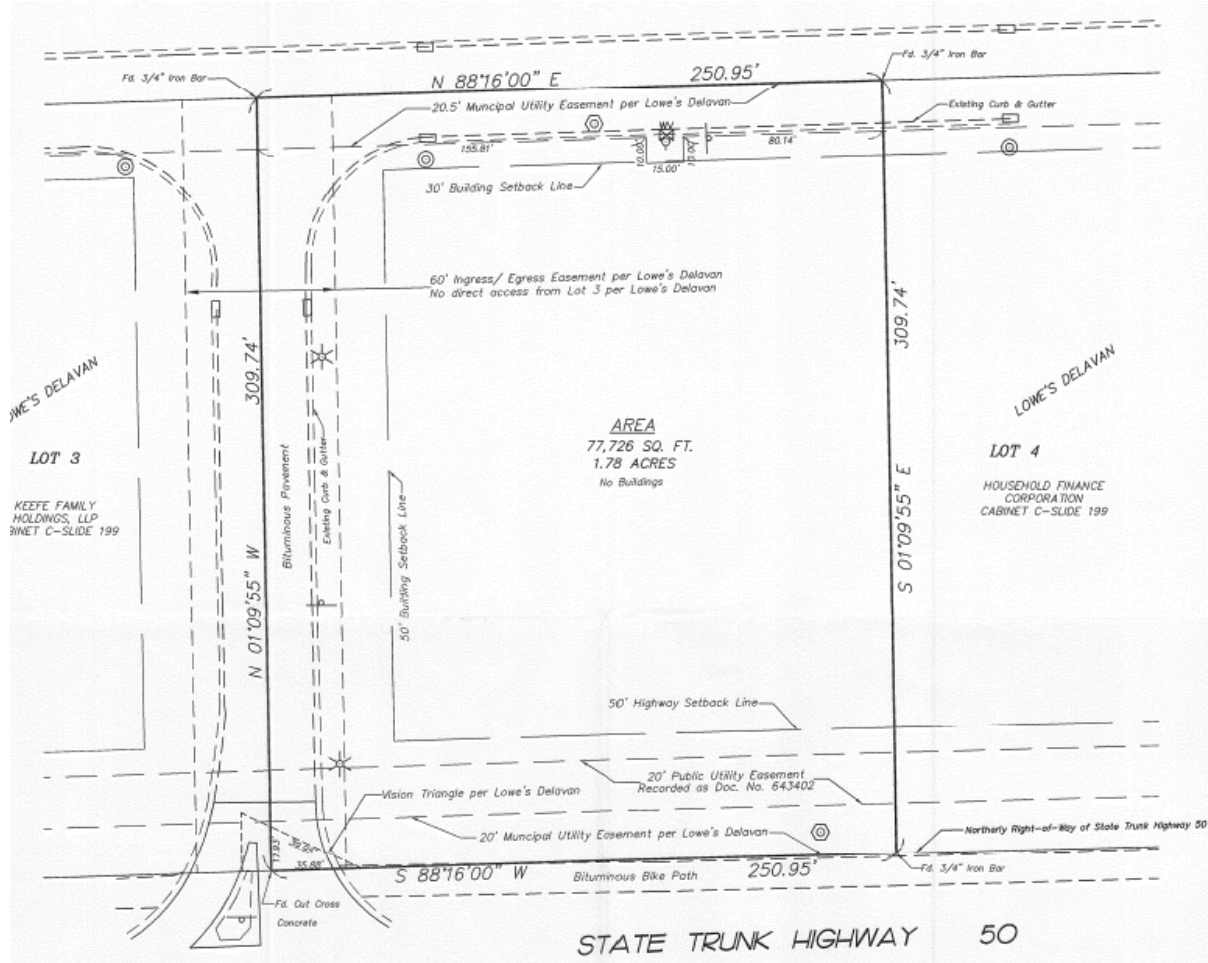 Fd. 3/4" Iron Bar
N 88°16'00" E
250.95'
Fd. 3/4" Iron Bar
20.5' Muncipal Utility Easement per Lowe's Delavan
Existing Curb & Gutter
155.81'
10.00'
15.00'
10.00'
80.14'
30' Building Setback Line
60' Ingress/ Egress Easement per Lowe's Delavan
No direct access from Lot 3 per Lowe's Delavan
309.74'
309.74'
OWE'S DELAVAN
LOWE'S DELAVAN
AREA
77,726 SQ. FT.
1.78 ACRES
No Buildings
LOT 3
KEEFE FAMILY
HOLDINGS, LLP
BINET C-SLIDE 199
LOT 4
HOUSEHOLD FINANCE
CORPORATION
CABINET C-SLIDE 199
Bituminous Pavement
Existing Curb & Gutter
50' Building Setback Line
N 01°09'55" W
S 01°09'55" E
50' Highway Setback Line
20' Public Utility Easement
Recorded as Doc. No. 643402
Vision Triangle per Lowe's Delavan
20' Muncipal Utility Easement per Lowe's Delavan
Northerly Right-of-Way of State Trunk Highway 50
17.93'
35.88'
S 88°16'00" W
Bituminous Bike Path
250.95'
Fd. 3/4" Iron Bar
Fd. Cut Cross
Concrete
STATE TRUNK HIGHWAY 50